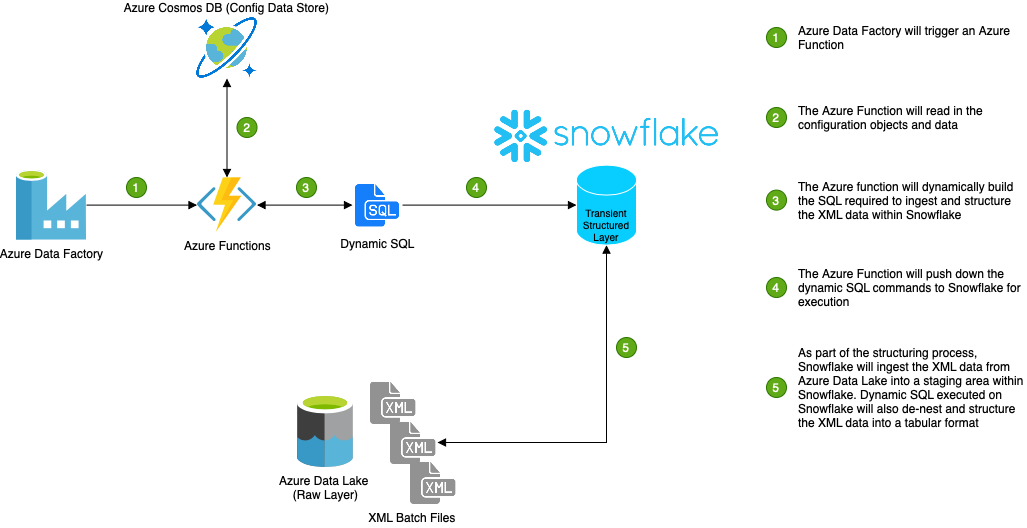 Azure Cosmos DB (Config Data Store)
1
Azure Data Factory will trigger an Azure
Function
2
The Azure Function will read in the
configuration objects and data
2
snowflake
1
3
4
SQL
Transient
Structured
Layer
3
The Azure function will dynamically build
the SQL required to ingest and structure
the XML data within Snowflake
Azure Data Factory
Azure Functions
Dynamic SQL
4
The Azure Function will push down the
dynamic SQL commands to Snowflake for
execution
5
5
As part of the structuring process,
Snowflake will ingest the XML data from
Azure Data Lake into a staging area within
Snowflake. Dynamic SQL executed on
Snowflake will also de-nest and structure
the XML data into a tabular format
XML
XML
XML
Azure Data Lake
(Raw Layer)
XML Batch Files